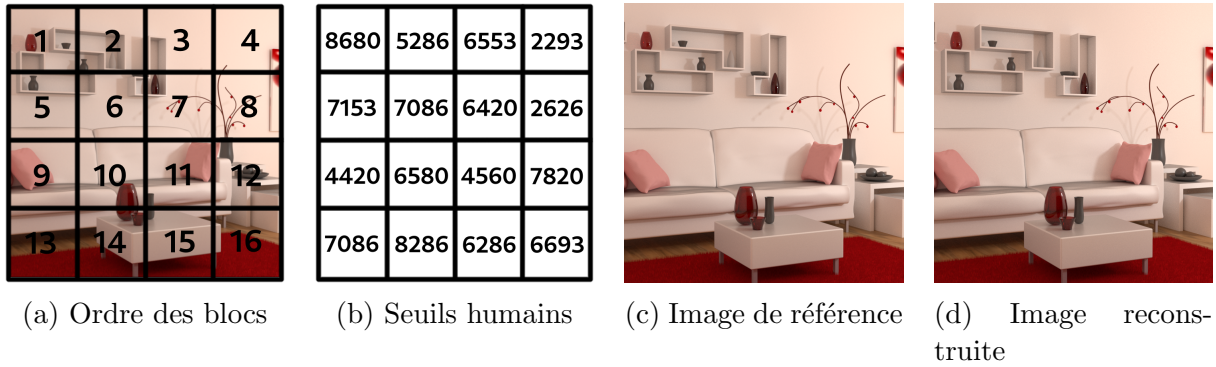 1 2 3 4
5 6 7 8
9 10 11 12
13 14 15 16
8680 5286 6553 2293
7153 7086 6420 2626
4420 6580 4560 7820
7086 8286 6286 6693
(a) Ordre des blocs
(b) Seuils humains
(c) Image de référence
(d) Image recons-
truite